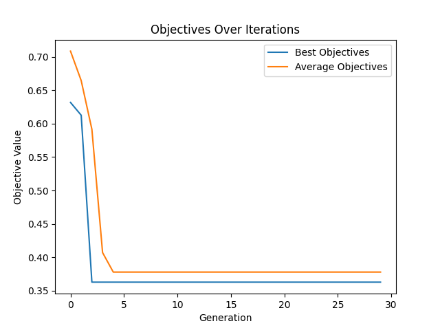 Objectives Over Iterations
Best Objectives
Average Objectives
0.70
0.65
0.60
0.55
0.50
0.45
0.40
0.35
Objective Value
0 5 10 15 20 25 30
Generation